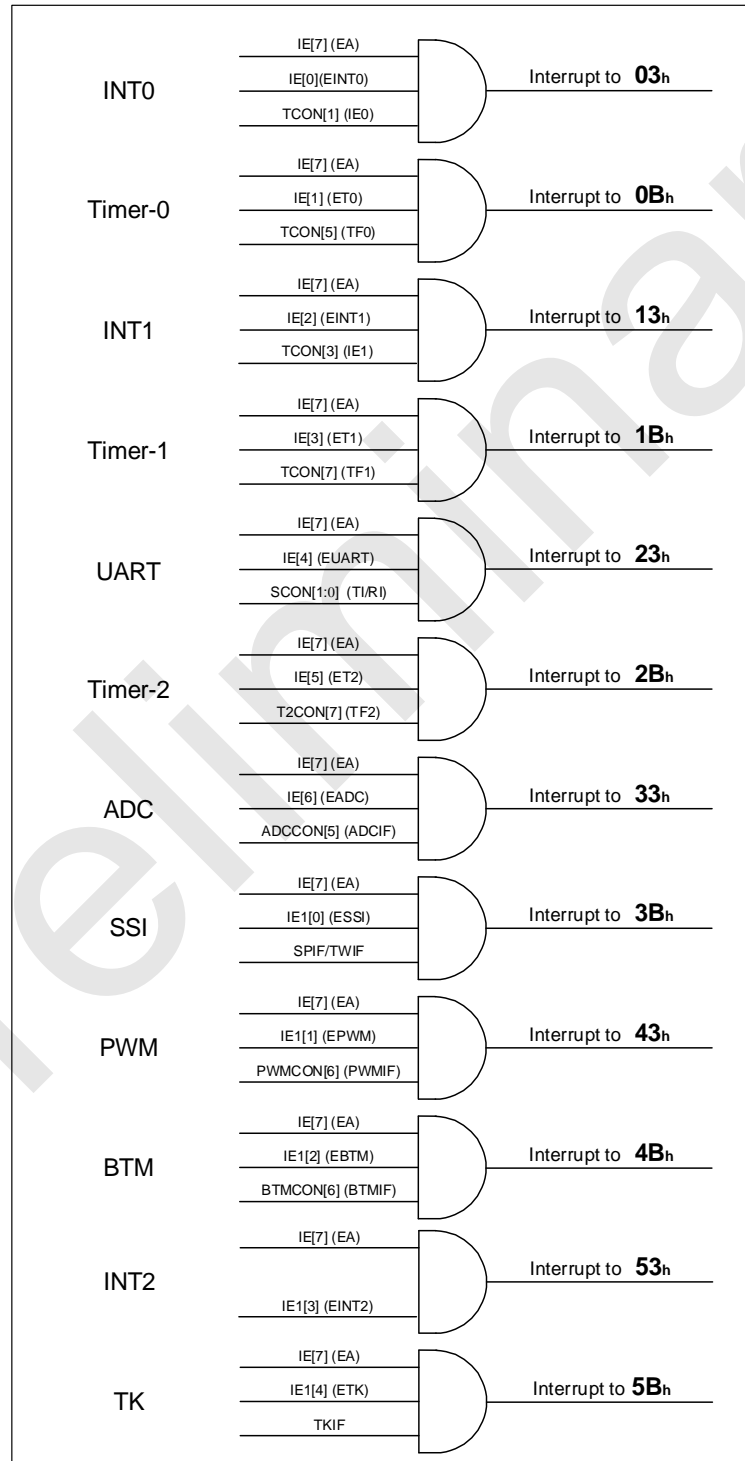 IE[7] (EA)
INT0 IE[0](EINT0) Interrupt to 03h
TCON[1] (IE0)
IE[7] (EA)
Timer-0 IE[1] (ET0) Interrupt to 0Bh
TCON[5] (TF0)
IE[7] (EA)
INT1 IE[2] (EINT1) Interrupt to 13h
TCON[3] (IE1)
IE[7] (EA)
Timer-1 IE[3] (ET1) Interrupt to 1Bh
TCON[7] (TF1)
IE[7] (EA)
UART IE[4] (EUART) Interrupt to 23h
SCON[1:0] (TI/RI)
IE[7] (EA)
Timer-2 IE[5] (ET2) Interrupt to 2Bh
T2CON[7] (TF2)
IE[7] (EA)
ADC IE[6] (EADC) Interrupt to 33h
ADCCON[5] (ADCIF)
IE[7] (EA)
SSI IE1[0] (ESSI) Interrupt to 3Bh
SPIF/TWIF
IE[7] (EA)
PWM IE1[1] (EPWM) Interrupt to 43h
PWMCON[6] (PWMIF)
IE[7] (EA)
BTM IE1[2] (EBTM) Interrupt to 4Bh
BTMCON[6] (BTMIF)
IE[7] (EA)
INT2 Interrupt to 53h
IE1[3] (EINT2)
IE[7] (EA)
TK IE1[4] (ETK) Interrupt to 5Bh
TKIF